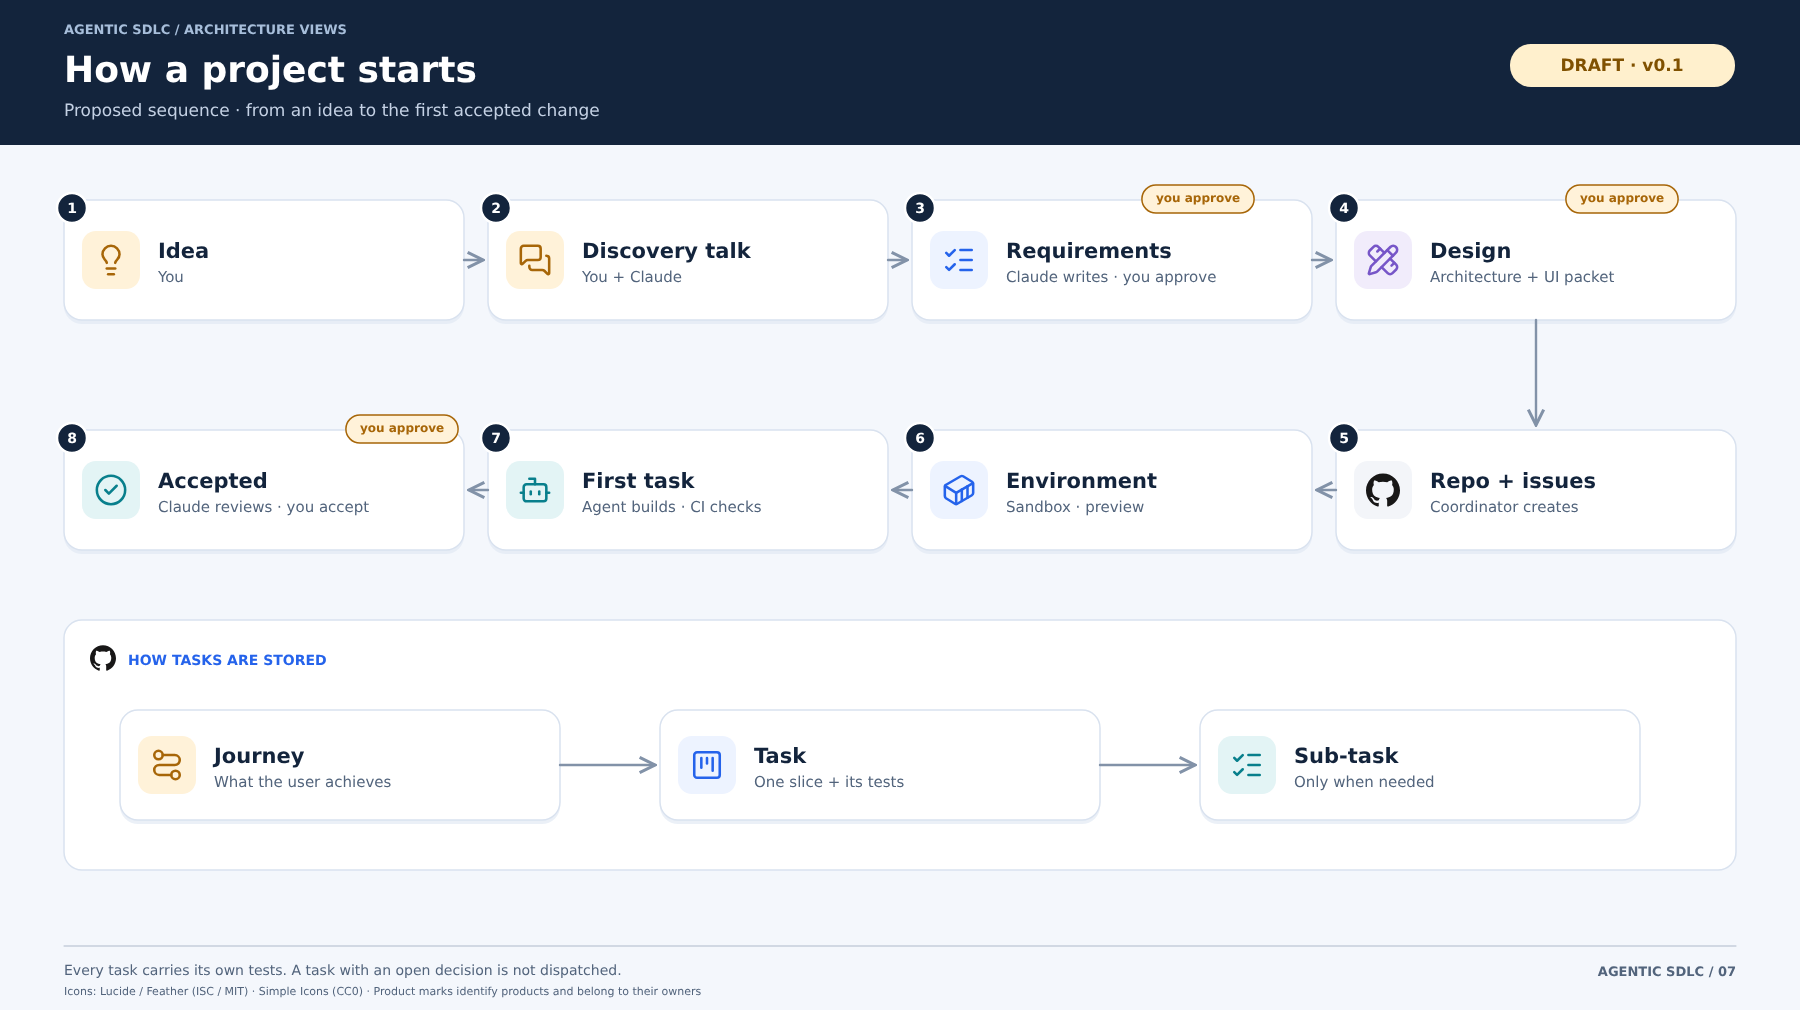 AGENTIC SDLC / ARCHITECTURE VIEWS
How a project starts
Proposed sequence · from an idea to the first accepted change
DRAFT · v0.1
1
Idea
You
2
Discovery talk
You + Claude
3
you approve
Requirements
Claude writes · you approve
4
you approve
Design
Architecture + UI packet
8
you approve
Accepted
Claude reviews · you accept
7
First task
Agent builds · CI checks
6
Environment
Sandbox · preview
5
Repo + issues
Coordinator creates
HOW TASKS ARE STORED
Journey
What the user achieves
Task
One slice + its tests
Sub-task
Only when needed
Every task carries its own tests. A task with an open decision is not dispatched.
Icons: Lucide / Feather (ISC / MIT) · Simple Icons (CC0) · Product marks identify products and belong to their owners
AGENTIC SDLC / 07